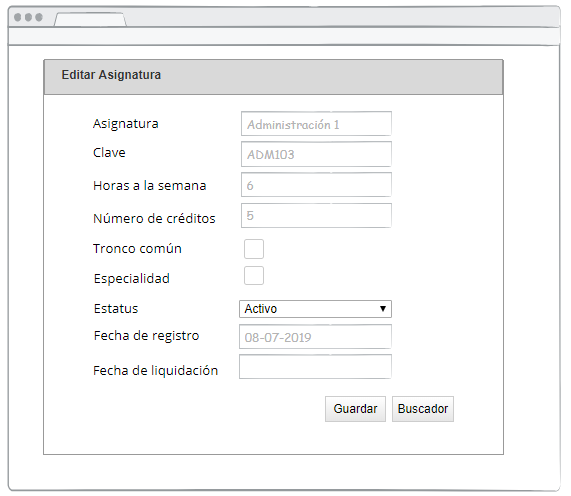 Editar Asignatura
Asignatura Administración 1
Clave ADM103
Horas a la semana 6
Número de créditos 5
Tronco común
Especialidad
Estatus Activo
Fecha de registro 08-07-2019
Fecha de liquidación
Guardar Buscador